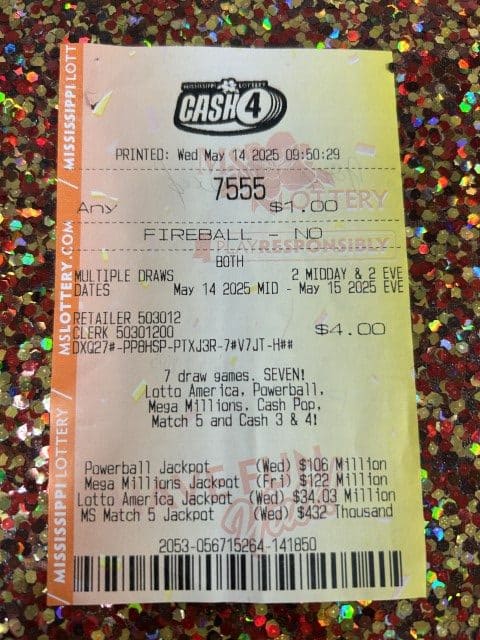 MISSISSIPPI LOTTERY
CASH 4
PRINTED: Wed May 14 2025 09:50:29
7555
Any $1.00
FIREBALL - NO
BOTH
MULTIPLE DRAWS 2 MIDDAY & 2 EVE
DATES May 14 2025 MID - May 15 2025 EVE
RETAILER 503012
CLERK 50301200 $4.00
DXQ27#-PP8HSP-PTXJ3R-7#V7JT-H##
7 draw games. SEVEN!
Lotto America, Powerball,
Mega Millions, Cash Pop,
Match 5 and Cash 3 & 4!
Powerball Jackpot (Wed) $106 Million
Mega Millions Jackpot (Fri) $122 Million
Lotto America Jackpot (Wed) $34.03 Million
MS Match 5 Jackpot (Wed) $432 Thousand
2053-056715264-141850
MISSISSIPPI LOTT
MSLOTTERY.COM
MISSISSIPPI LOTTERY
LOTTERY
PLAY RESPONSIBLY